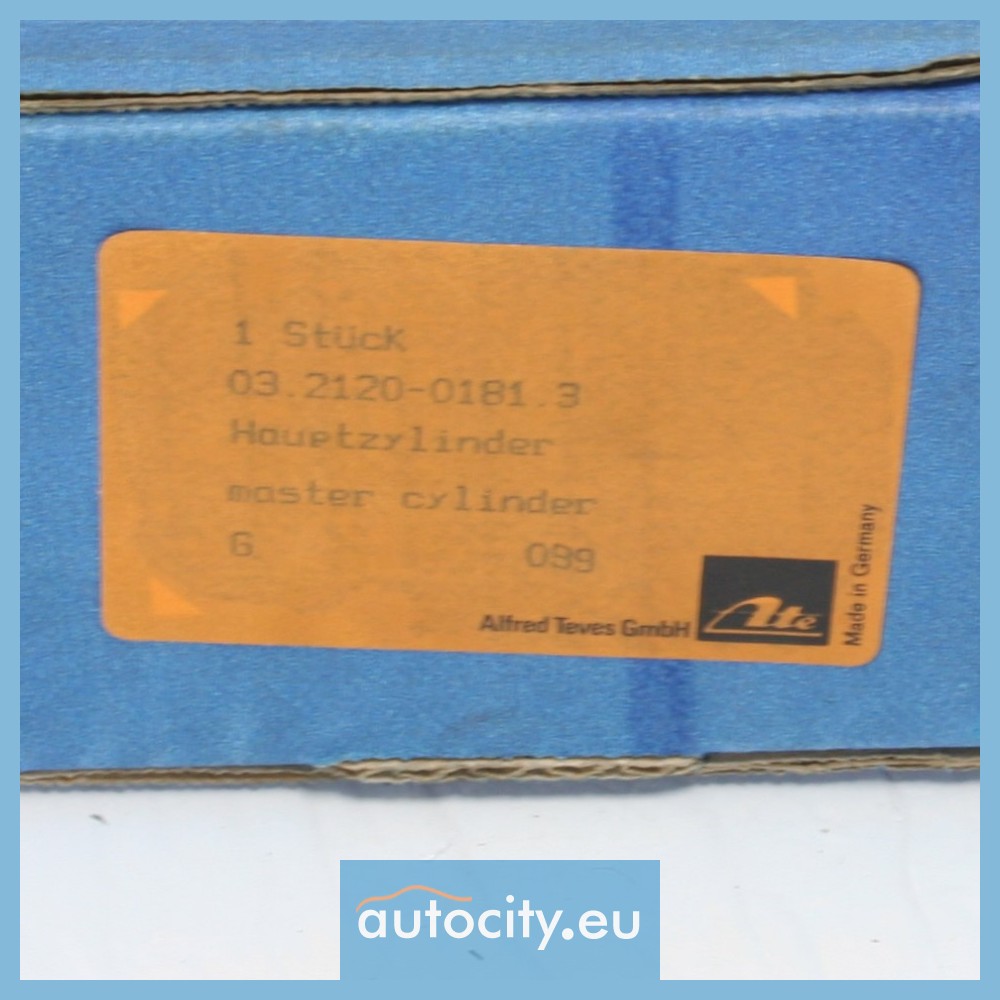 1 Stück
03.2120-0181.3
Hauptzylinder
master cylinder
G 099
Alfred Teves GmbH
Ate
Made in Germany
autocity.eu